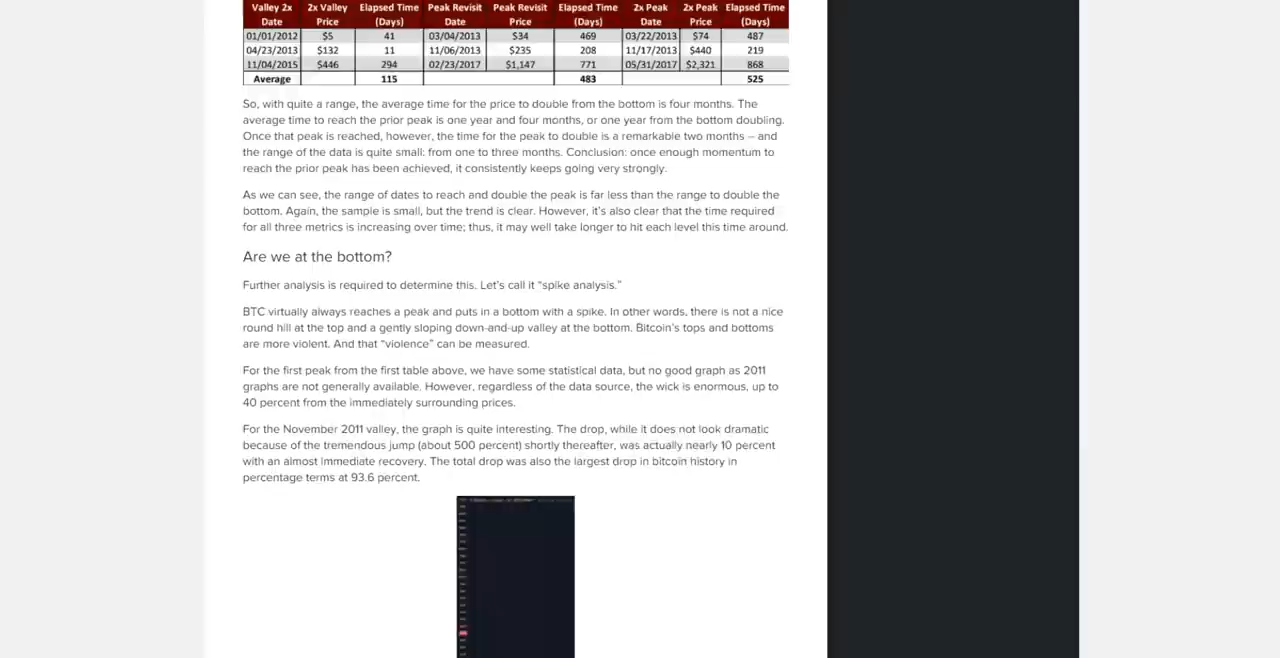 Valley 2x 2x Valley Elapsed Time Peak Revisit Peak Revisit Elapsed Time 2x Peak 2x Peak Elapsed Time
Date Price (Days) Date Price (Days) Date Price (Days)
01/01/2012 $5 41 03/04/2013 $34 469 03/22/2013 $74 487
04/23/2013 $132 11 11/06/2013 $235 208 11/17/2013 $440 219
11/04/2015 $446 294 02/23/2017 $1,147 771 05/31/2017 $2,321 868
Average 115 483 525
So, with quite a range, the average time for the price to double from the bottom is four months. The
average time to reach the prior peak is one year and four months, or one year from the bottom doubling.
Once that peak is reached, however, the time for the peak to double is a remarkable two months – and
the range of the data is quite small: from one to three months. Conclusion: once enough momentum to
reach the prior peak has been achieved, it consistently keeps going very strongly.
As we can see, the range of dates to reach and double the peak is far less than the range to double the
bottom. Again, the sample is small, but the trend is clear. However, it's also clear that the time required
for all three metrics is increasing over time; thus, it may well take longer to hit each level this time around.
Are we at the bottom?
Further analysis is required to determine this. Let's call it "spike analysis."
BTC virtually always reaches a peak and puts in a bottom with a spike. In other words, there is not a nice
round hill at the top and a gently sloping down-and-up valley at the bottom. Bitcoin's tops and bottoms
are more violent. And that "violence" can be measured.
For the first peak from the first table above, we have some statistical data, but no good graph as 2011
graphs are not generally available. However, regardless of the data source, the wick is enormous, up to
40 percent from the immediately surrounding prices.
For the November 2011 valley, the graph is quite interesting. The drop, while it does not look dramatic
because of the tremendous jump (about 500 percent) shortly thereafter, was actually nearly 10 percent
with an almost immediate recovery. The total drop was also the largest drop in bitcoin history in
percentage terms at 93.6 percent.